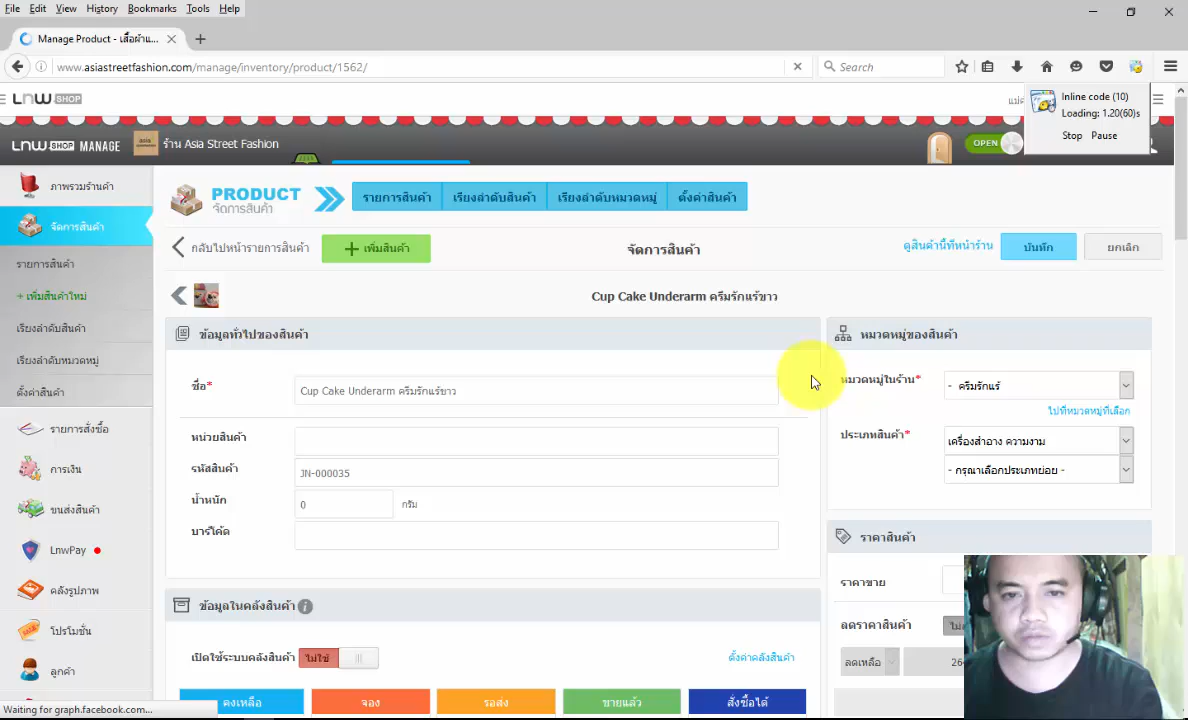 File Edit View History Bookmarks Tools Help
Manage Product - เสื้อผ้าแ...
www.asiastreetfashion.com/manage/inventory/product/1562/
Search
LnW SHOP
แปด
Inline code (10)
Loading: 1.20(60)s
Stop Pause
LnW SHOP MANAGE
asia
ร้าน Asia Street Fashion
OPEN
ภาพรวมร้านค้า
PRODUCT
จัดการสินค้า
รายการสินค้า
เรียงลำดับสินค้า
เรียงลำดับหมวดหมู่
ตั้งค่าสินค้า
จัดการสินค้า
กลับไปหน้ารายการสินค้า
เพิ่มสินค้า
จัดการสินค้า
ดูสินค้านี้ที่หน้าร้าน
บันทึก
ยกเลิก
รายการสินค้า
+ เพิ่มสินค้าใหม่
เรียงลำดับสินค้า
เรียงลำดับหมวดหมู่
ตั้งค่าสินค้า
รายการสั่งซื้อ
การเงิน
ขนส่งสินค้า
LnwPay
คลังรูปภาพ
โปรโมชั่น
ลูกค้า
Cup Cake Underarm ครีมรักแร้ขาว
ข้อมูลทั่วไปของสินค้า
ชื่อ*
Cup Cake Underarm ครีมรักแร้ขาว
หน่วยสินค้า
รหัสสินค้า
JN-000035
น้ำหนัก
0
กรัม
บาร์โค้ด
ข้อมูลในคลังสินค้า
เปิดใช้ระบบคลังสินค้า
ไม่ใช้
ตั้งค่าคลังสินค้า
คงเหลือ
จอง
รอส่ง
ขายแล้ว
สั่งซื้อได้
หมวดหมู่ของสินค้า
หมวดหมู่ในร้าน*
- ครีมรักแร้
ไปที่หมวดหมู่ที่เลือก
ประเภทสินค้า*
เครื่องสำอาง ความงาม
- กรุณาเลือกประเภทย่อย -
ราคาสินค้า
ราคาขาย
ลดราคาสินค้า
ลดเหลือ
Waiting for graph.facebook.com...